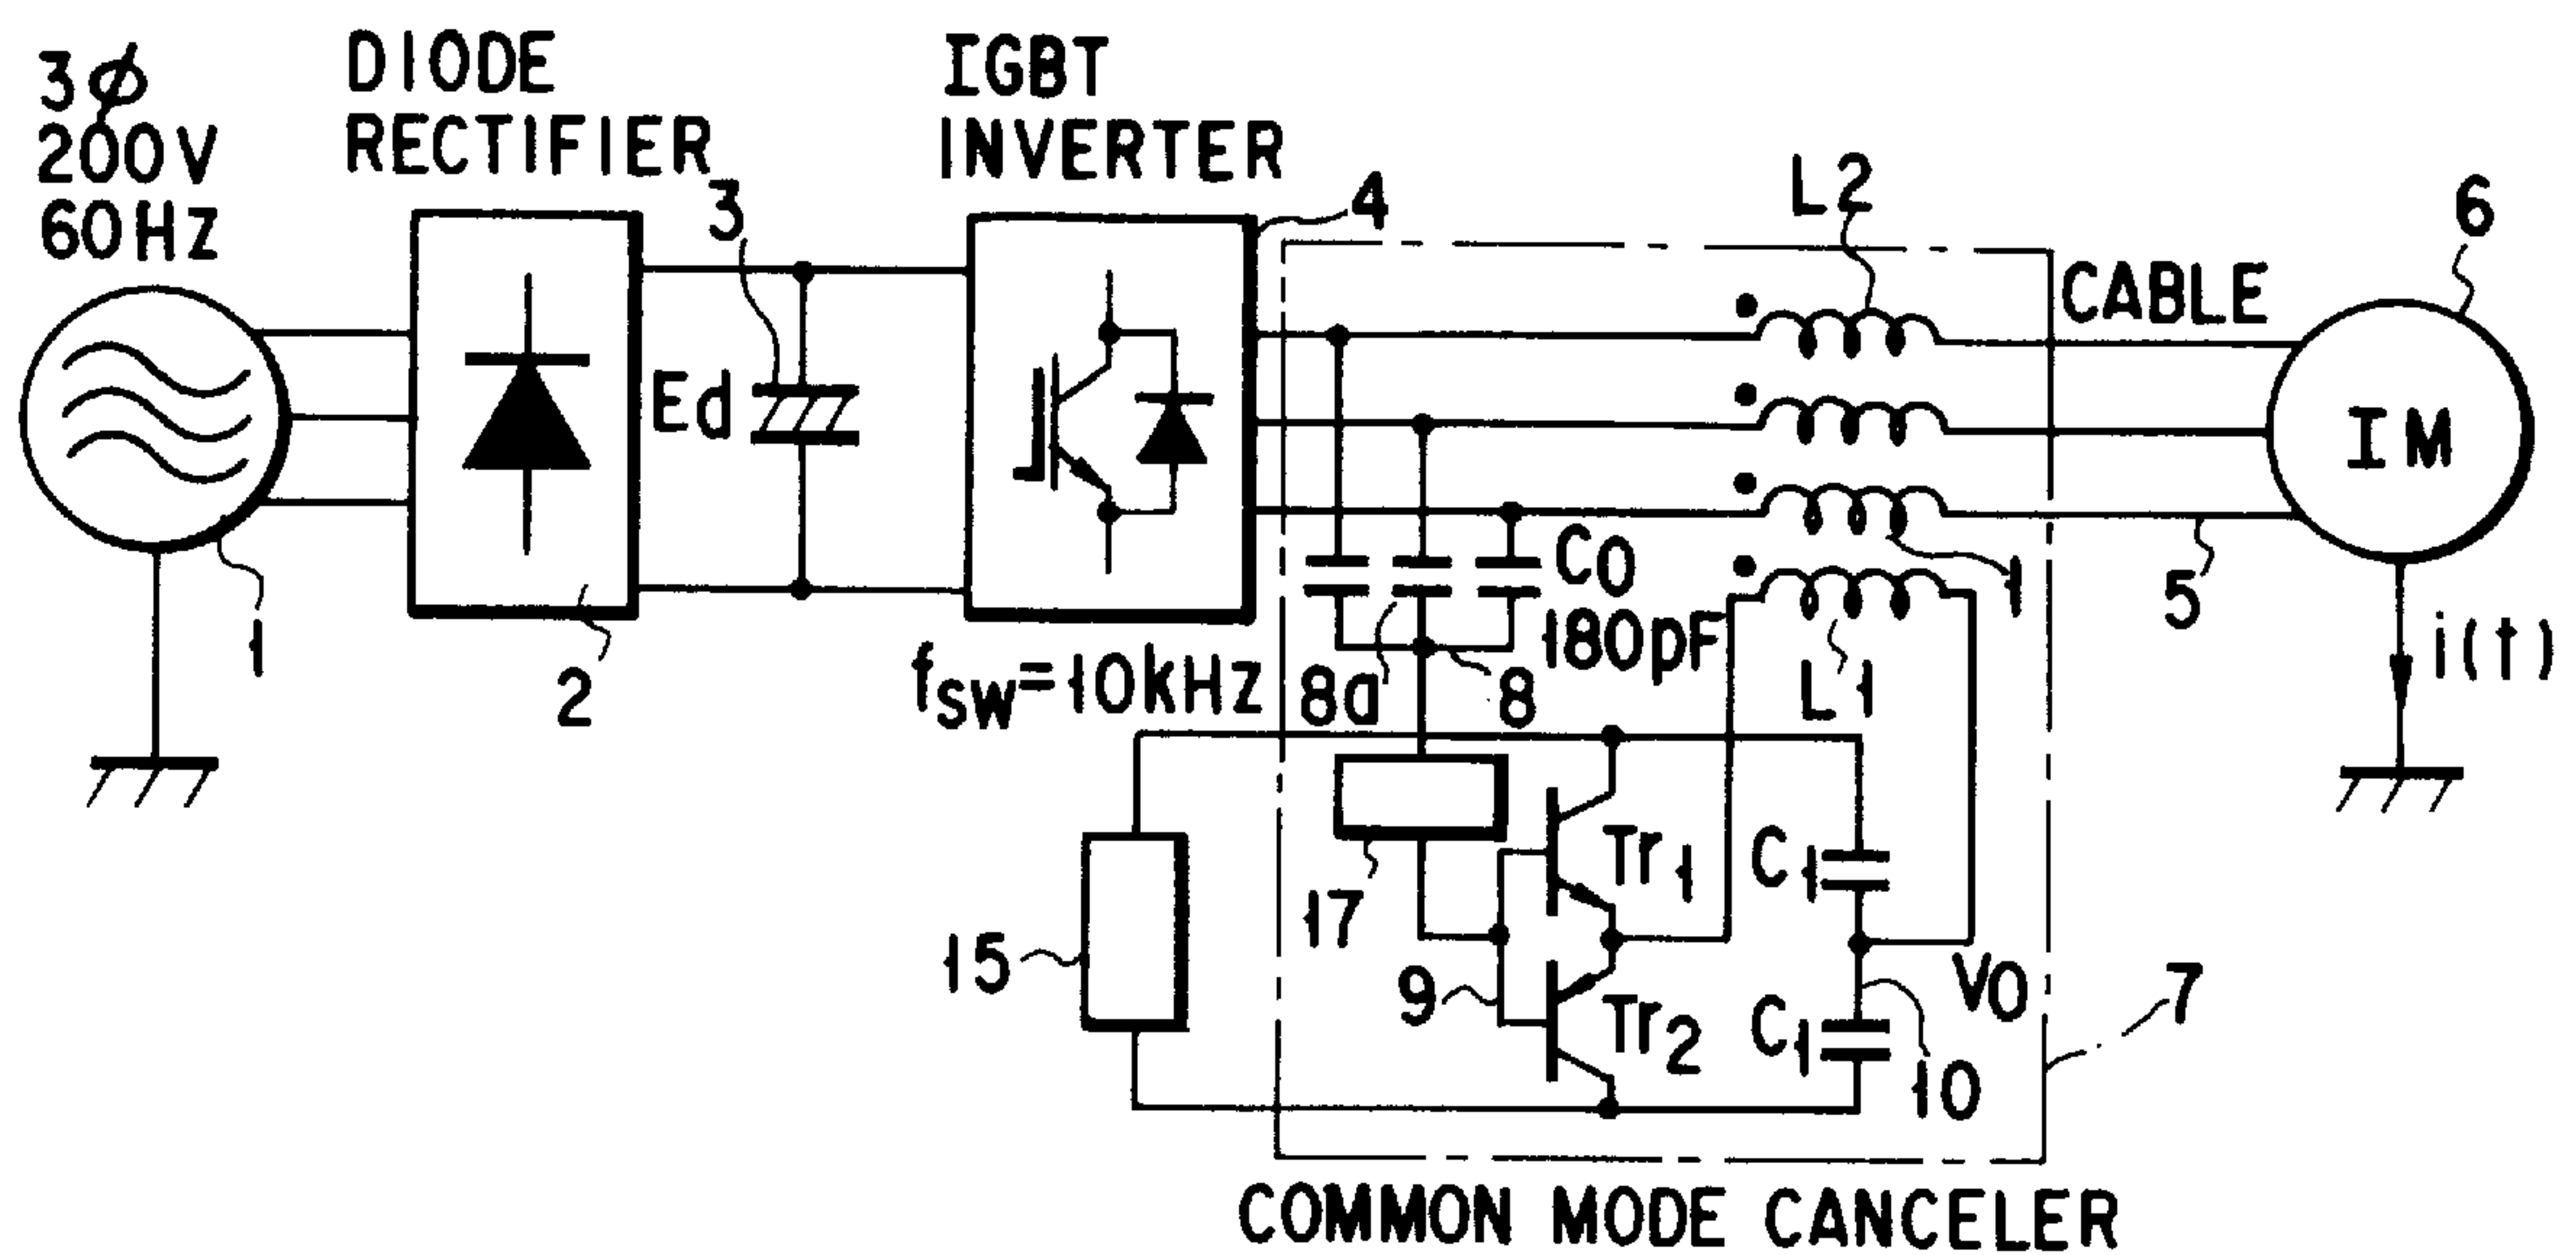 3φ
200V
60Hz
DIODE
RECTIFIER
IGBT
INVERTER
3
4
L2
6
CABLE
Ed
IM
C0
180pF
1
5
1
2
fsw=10kHz
8a
8
L1
i(t)
17
Tr1
C1
15
9
Tr2
C1
V0
10
7
COMMON MODE CANCELER